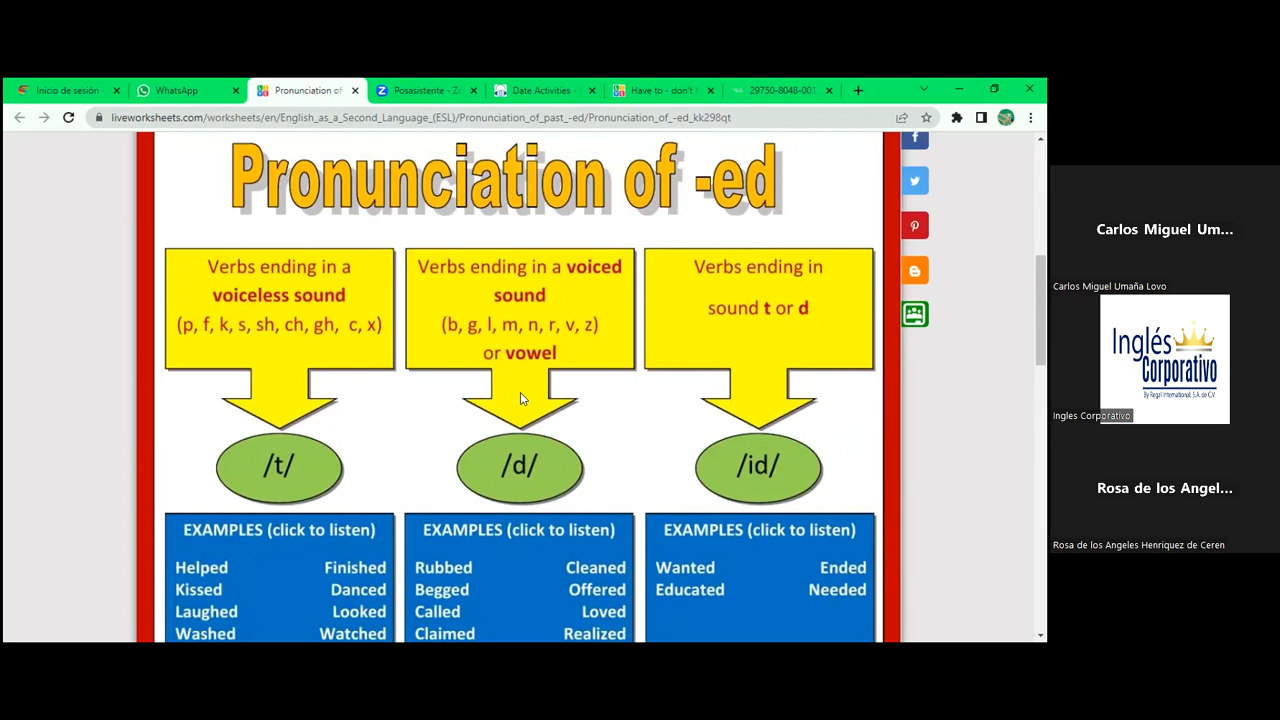 Inicio de sesión
WhatsApp
Pronunciation of
Posasistente - Zo
Date Activities - 
Have to - don't h
29750-8048-001
liveworksheets.com/worksheets/en/English_as_a_Second_Language_(ESL)/Pronunciation_of_past_-ed/Pronunciation_of_-ed_kk298qt
Pronunciation of -ed
Verbs ending in a
voiceless sound
(p, f, k, s, sh, ch, gh, c, x)
Verbs ending in a voiced
sound
(b, g, l, m, n, r, v, z)
or vowel
Verbs ending in
sound t or d
/t/
/d/
/id/
EXAMPLES (click to listen)
Helped Finished
Kissed Danced
Laughed Looked
Washed Watched
EXAMPLES (click to listen)
Rubbed Cleaned
Begged Offered
Called Loved
Claimed Realized
EXAMPLES (click to listen)
Wanted Ended
Educated Needed
Carlos Miguel Um...
Carlos Miguel Umaña Lovo
Inglés
Corporativo
By Regal International, S.A. de C.V.
Ingles Corporativo
Rosa de los Angel...
Rosa de los Angeles Henriquez de Ceren